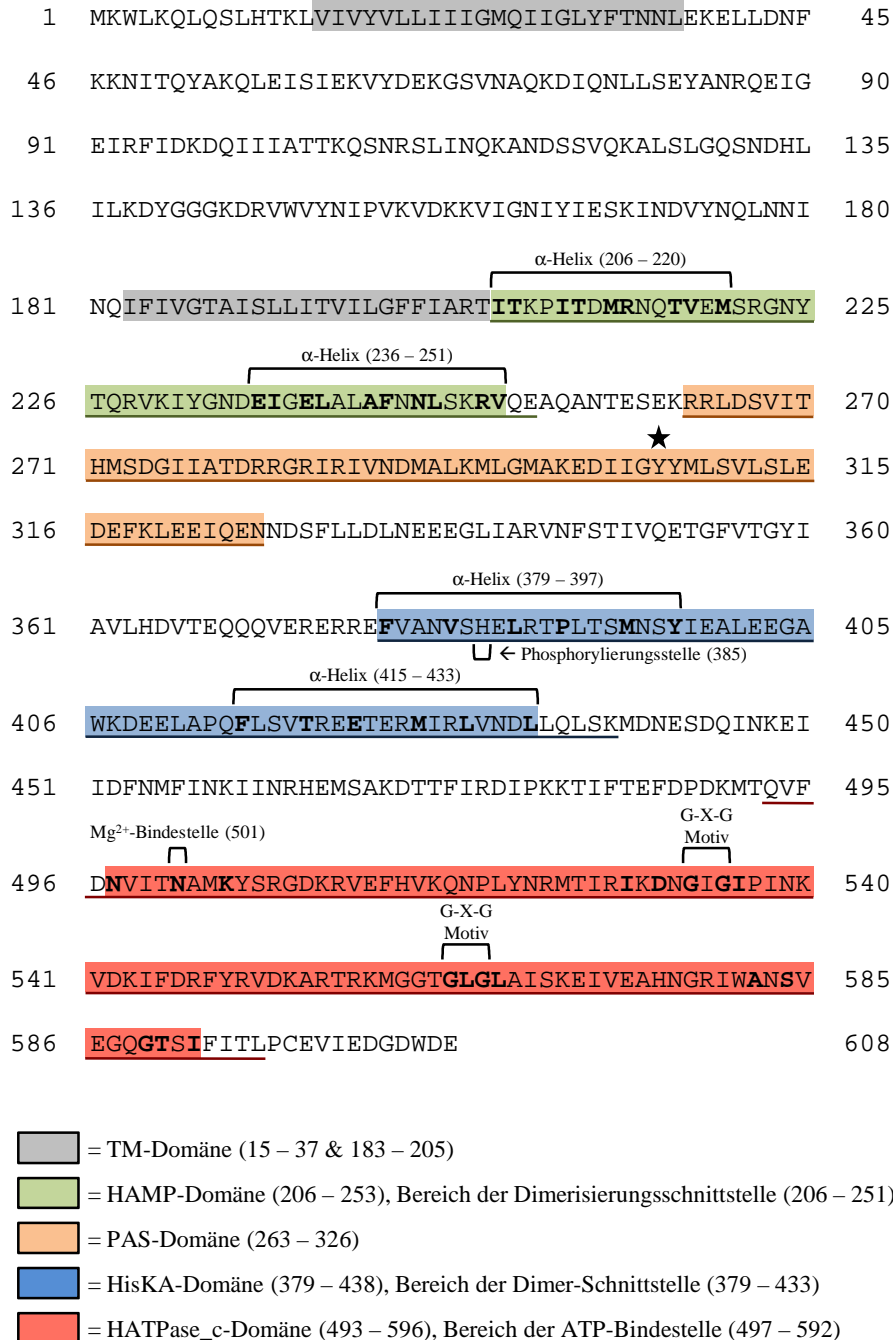 1 MKWLKQLQSLHTKLVIVYVLLIIIGMQIIGLYFTNNLEKELLDNF 45
46 KKNITQYAKQLEISIEKVYDEKGSVNAQKDIQNLLSEYANRQEIG 90
91 EIRFIDKDQIIIATTKQSNRSLINQKANDSSVQKALSLGQSNDHL 135
136 ILKDYGGGKDRVWVYNIPVKVDKKVIGNIYIESKINDVYNQLNNI 180
α-Helix (206 – 220)
181 NQIFIVGTAISLLITVILGFFIARTITKPITDMRNQTVEMSRGNY 225
α-Helix (236 – 251)
226 TQRVKIYGNDEIGELALAFNNLSKRVQEAQANTESEKRRLDSVIT 270
★
271 HMSDGIIATDRRGRIRIVNDMALKMLGMAKEDIIGYYMLSVLSLE 315
316 DEFKLEEIQENNDSFLLDLNEEEGLIARVNFSTIVQETGFVTGYI 360
α-Helix (379 – 397)
361 AVLHDVTEQQQVERERREFVANVSHELRTPLTSMNSYIEALEEGA 405
← Phosphorylierungsstelle (385)
α-Helix (415 – 433)
406 WKDEELAPQFLSVTREETERMIRLVNDLLQLSKMDNESDQINKEI 450
451 IDFNMFINKIINRHEMSAKDTTFIRDIPKKTIFTEFDPDKMTQVF 495
Mg²⁺-Bindestelle (501)
G-X-G
Motiv
496 DNVITNAMKYSRGDKRVEFHVKQNPLYNRMTIRIKDNGIGIPINK 540
G-X-G
Motiv
541 VDKIFDRFYRVDKARTRKMGGTGLGLAISKEIVEAHNGRIWANSV 585
586 EGQGTSIFITLPCEVIEDGDWDE 608
= TM-Domäne (15 – 37 & 183 – 205)
= HAMP-Domäne (206 – 253), Bereich der Dimerisierungsschnittstelle (206 – 251)
= PAS-Domäne (263 – 326)
= HisKA-Domäne (379 – 438), Bereich der Dimer-Schnittstelle (379 – 433)
= HATPase_c-Domäne (493 – 596), Bereich der ATP-Bindestelle (497 – 592)